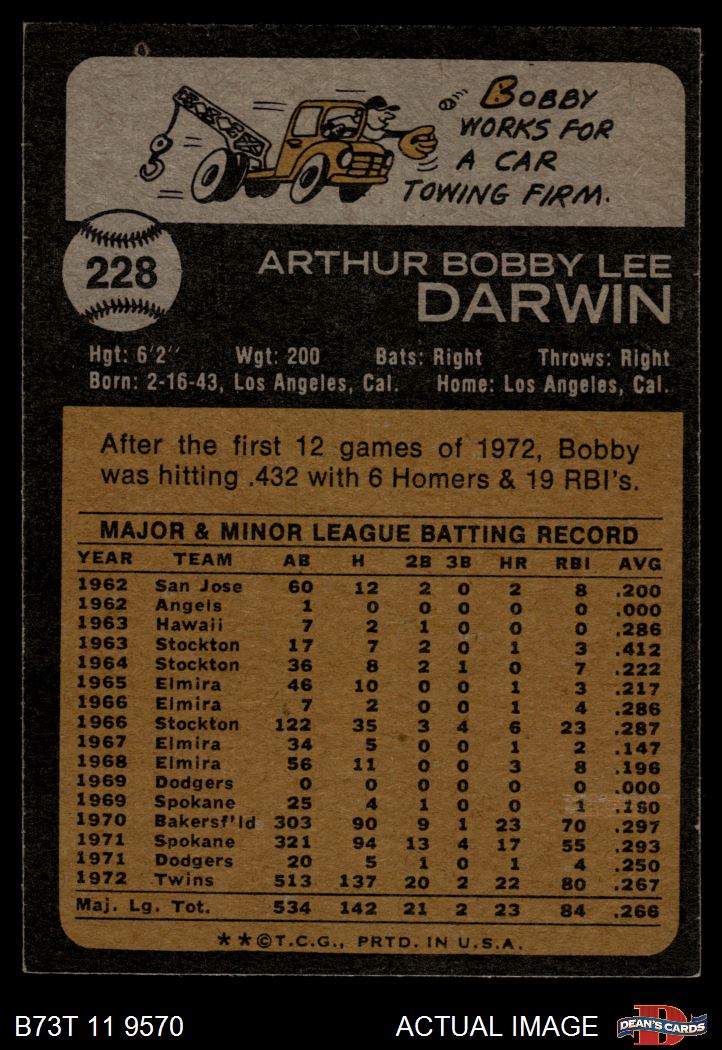 BOBBY
WORKS FOR
A CAR
TOWING FIRM.
228
ARTHUR BOBBY LEE
DARWIN
Hgt: 6'2" Wgt: 200 Bats: Right Throws: Right
Born: 2-16-43, Los Angeles, Cal. Home: Los Angeles, Cal.
After the first 12 games of 1972, Bobby
was hitting .432 with 6 Homers & 19 RBI's.
MAJOR & MINOR LEAGUE BATTING RECORD
YEAR TEAM AB H 2B 3B HR RBI AVG
1962 San Jose 60 12 2 0 2 8 .200
1962 Angels 1 0 0 0 0 0 .000
1963 Hawaii 7 2 1 0 0 0 .286
1963 Stockton 17 7 2 0 1 3 .412
1964 Stockton 36 8 2 1 0 7 .222
1965 Elmira 46 10 0 0 1 3 .217
1966 Elmira 7 2 0 0 1 4 .286
1966 Stockton 122 35 3 4 6 23 .287
1967 Elmira 34 5 0 0 1 2 .147
1968 Elmira 56 11 0 0 3 8 .196
1969 Dodgers 0 0 0 0 0 0 .000
1969 Spokane 25 4 1 0 0 1 .160
1970 Bakersf'ld 303 90 9 1 23 70 .297
1971 Spokane 321 94 13 4 17 55 .293
1971 Dodgers 20 5 1 0 1 4 .250
1972 Twins 513 137 20 2 22 80 .267
Maj. Lg. Tot. 534 142 21 2 23 84 .266
**©T.C.G., PRTD. IN U.S.A.
B73T 11 9570 ACTUAL IMAGE
D
DEAN'S CARDS